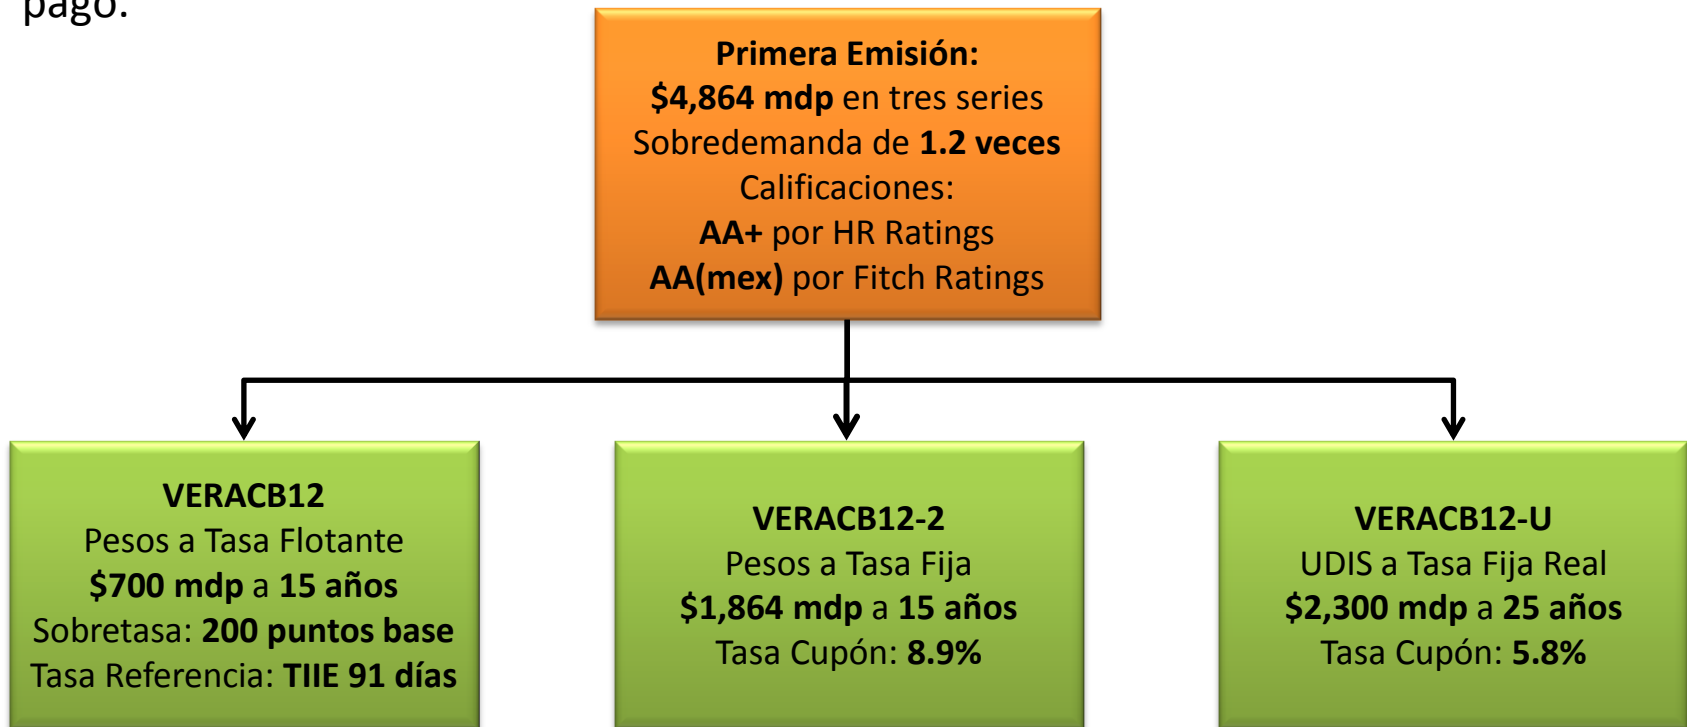 pago.
Primera Emisión:
$4,864 mdp en tres series
Sobredemanda de 1.2 veces
Calificaciones:
AA+ por HR Ratings
AA(mex) por Fitch Ratings
VERACB12
Pesos a Tasa Flotante
$700 mdp a 15 años
Sobretasa: 200 puntos base
Tasa Referencia: TIIE 91 días
VERACB12-2
Pesos a Tasa Fija
$1,864 mdp a 15 años
Tasa Cupón: 8.9%
VERACB12-U
UDIS a Tasa Fija Real
$2,300 mdp a 25 años
Tasa Cupón: 5.8%